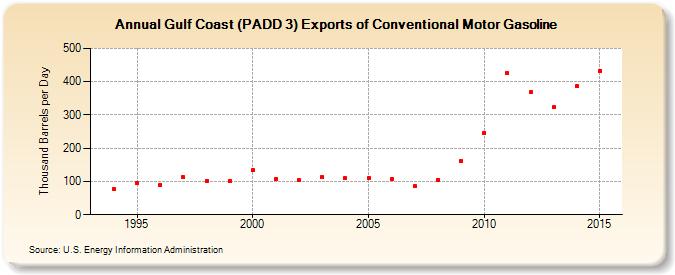 Annual Gulf Coast (PADD 3) Exports of Conventional Motor Gasoline
Thousand Barrels per Day
500
400
300
200
100
0
1995 2000 2005 2010 2015
Source: U.S. Energy Information Administration